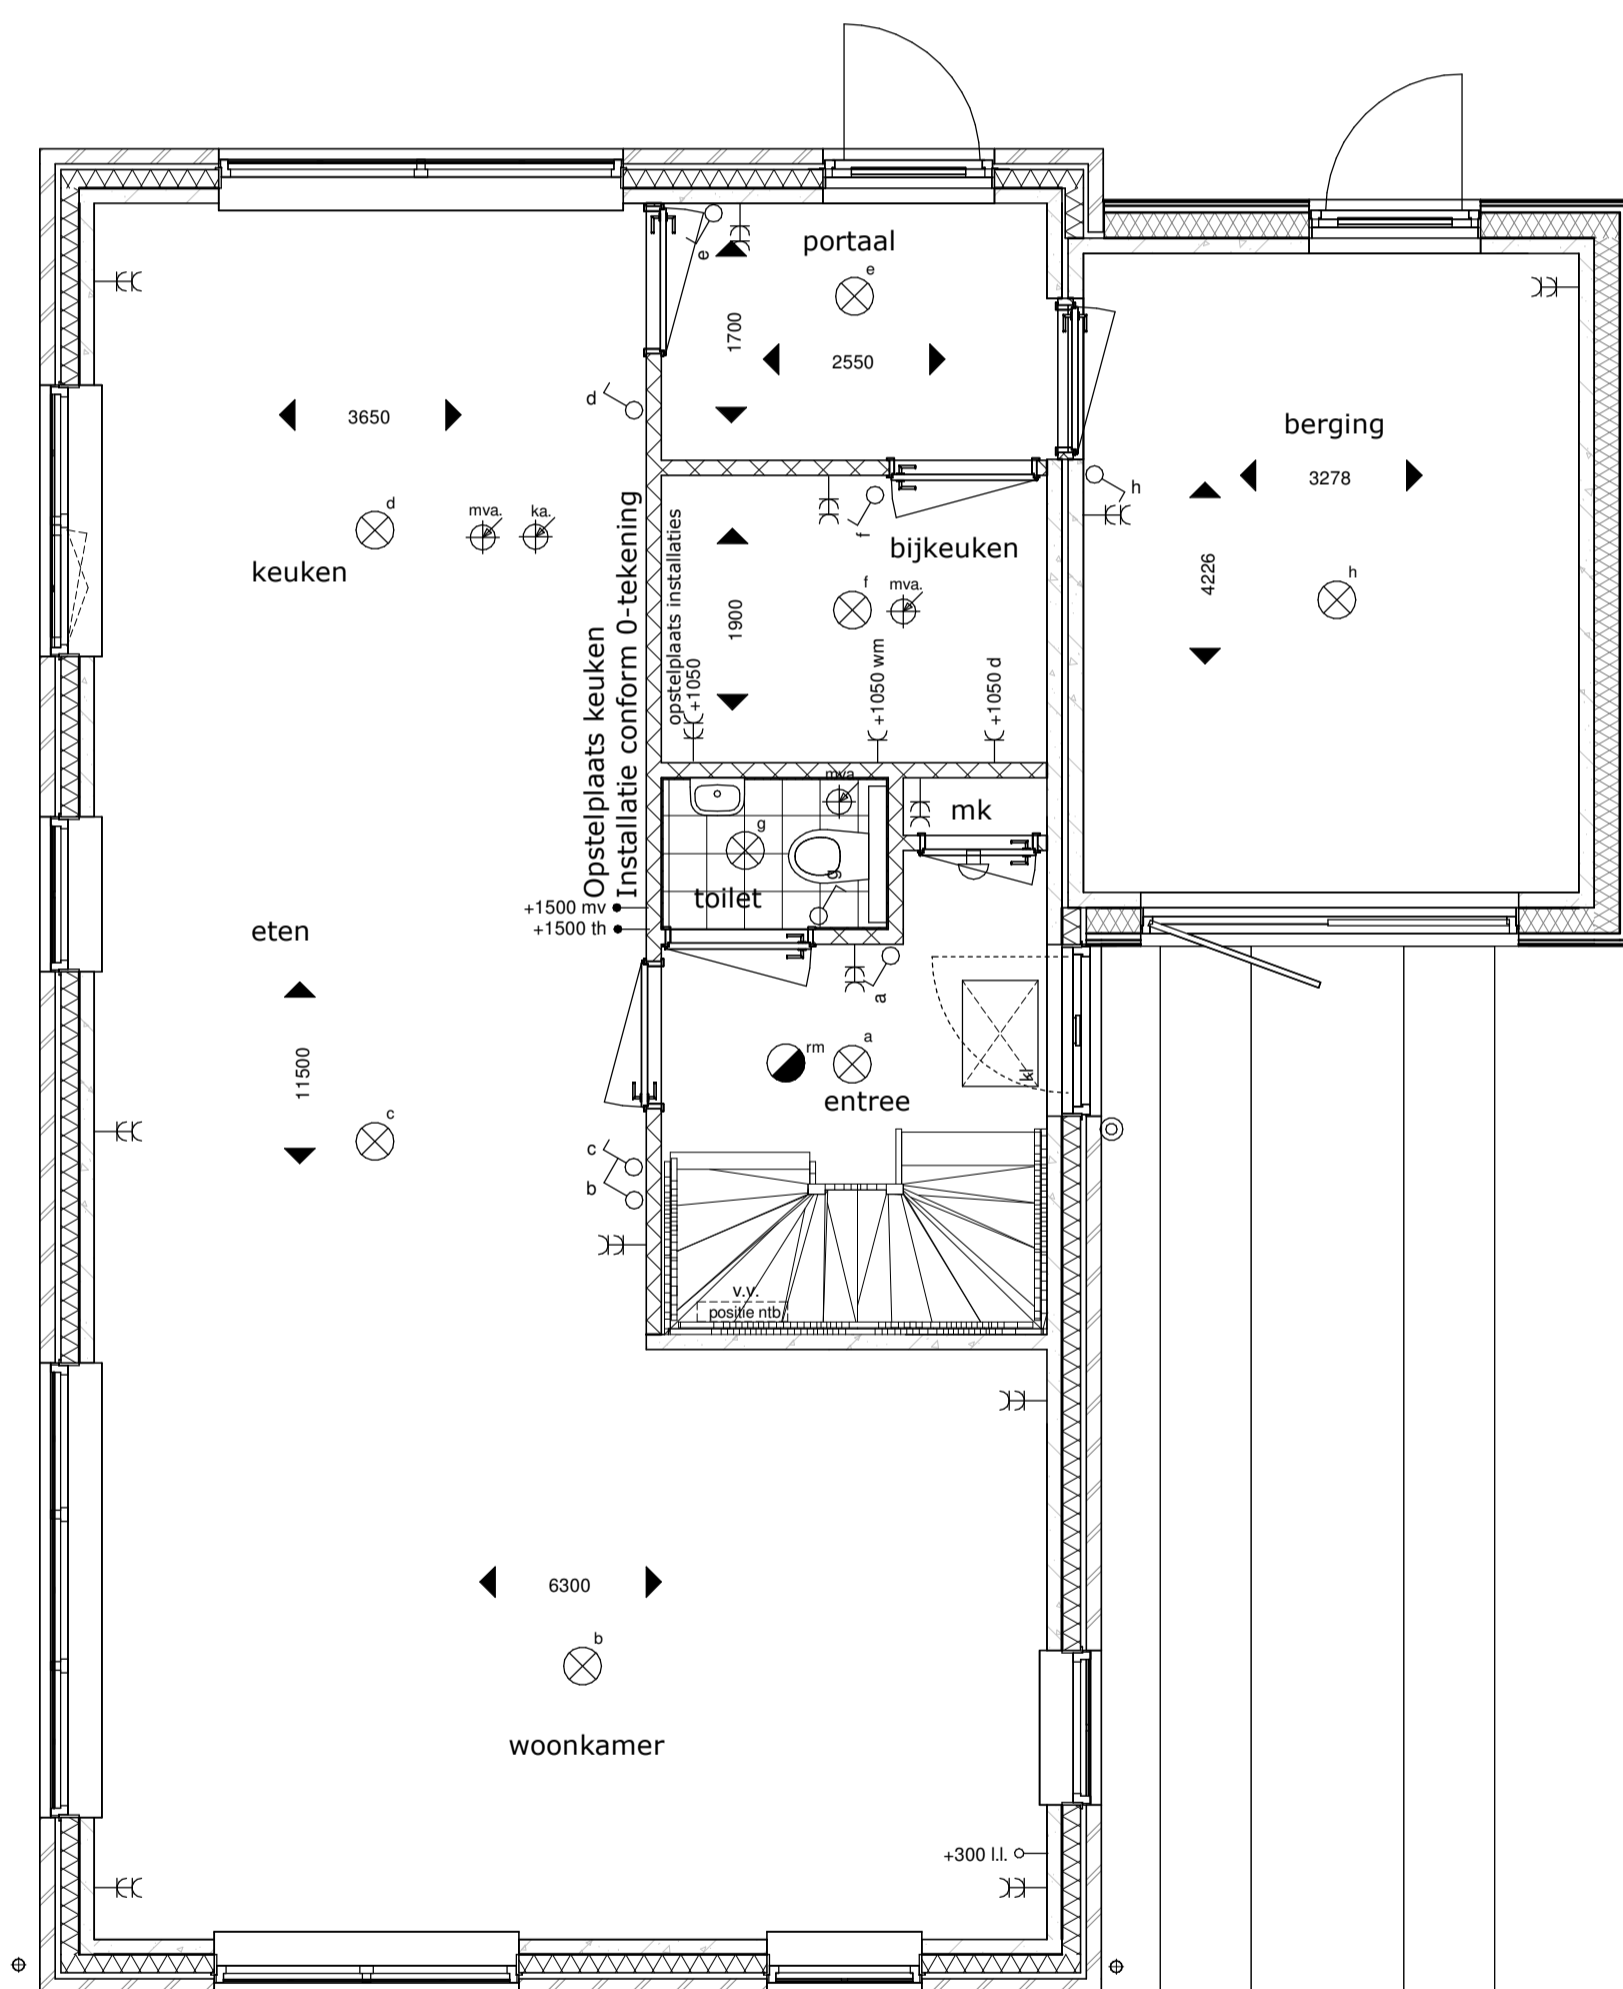 portaal
e
e
1700
2550
d
3650
berging
3278
h
4226
h
d
mva.
ka.
keuken
f
bijkeuken
f
mva.
1900
opstelplaats installaties
+1050
+1050 wm
+1050 d
Opstelplaats keuken
Installatie conform 0-tekening
mva.
mk
g
g
toilet
+1500 mv
+1500 th
eten
a
rm
a
kl
entree
11500
c
c
b
v.v.
positie ntb
6300
b
woonkamer
+300 l.l.